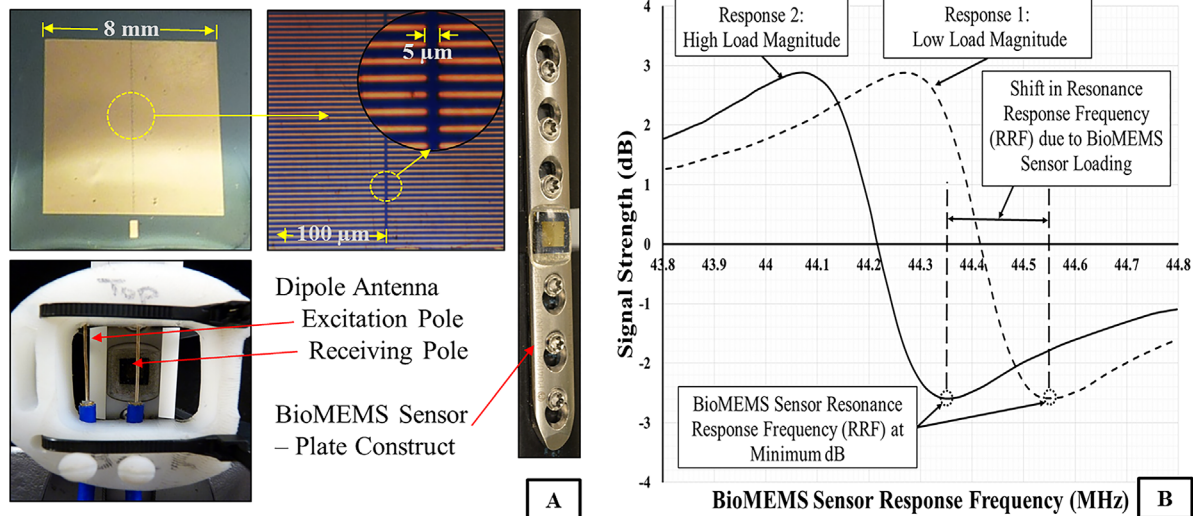 8 mm
5 µm
100 µm
Top
Dipole Antenna
Excitation Pole
Receiving Pole
BioMEMS Sensor
– Plate Construct
A
Response 2:
High Load Magnitude
Response 1:
Low Load Magnitude
Shift in Resonance
Response Frequency
(RRF) due to BioMEMS
Sensor Loading
Signal Strength (dB)
4
3
2
1
0
-1
-2
-3
-4
43.8 43.9 44 44.1 44.2 44.3 44.4 44.5 44.6 44.7 44.8
BioMEMS Sensor Resonance
Response Frequency (RRF) at
Minimum dB
BioMEMS Sensor Response Frequency (MHz)
B